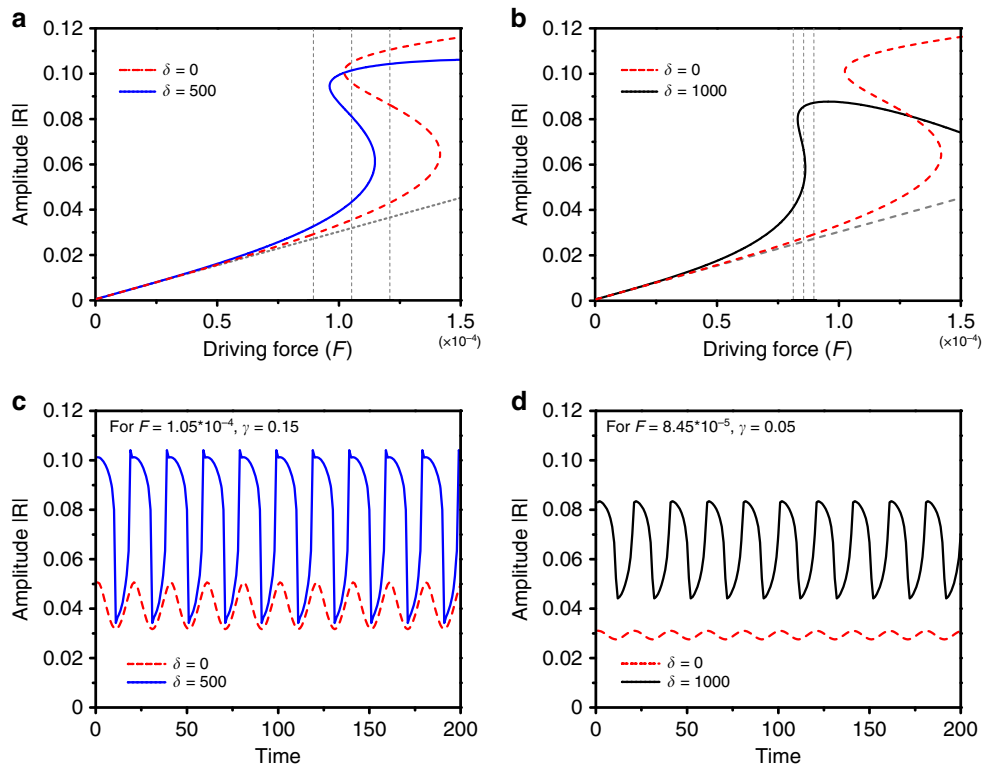 a
0.12
0.10
0.08
0.06
0.04
0.02
0
Amplitude |R|
δ = 0
δ = 500
0
0.5
1.0
1.5
Driving force (F)
(×10⁻⁴)
b
0.12
0.10
0.08
0.06
0.04
0.02
0
Amplitude |R|
δ = 0
δ = 1000
0
0.5
1.0
1.5
Driving force (F)
(×10⁻⁴)
c
0.12
0.10
0.08
0.06
0.04
0.02
0
Amplitude |R|
For F = 1.05*10⁻⁴, γ = 0.15
δ = 0
δ = 500
0
50
100
150
200
Time
d
0.12
0.10
0.08
0.06
0.04
0.02
0
Amplitude |R|
For F = 8.45*10⁻⁵, γ = 0.05
δ = 0
δ = 1000
0
50
100
150
200
Time